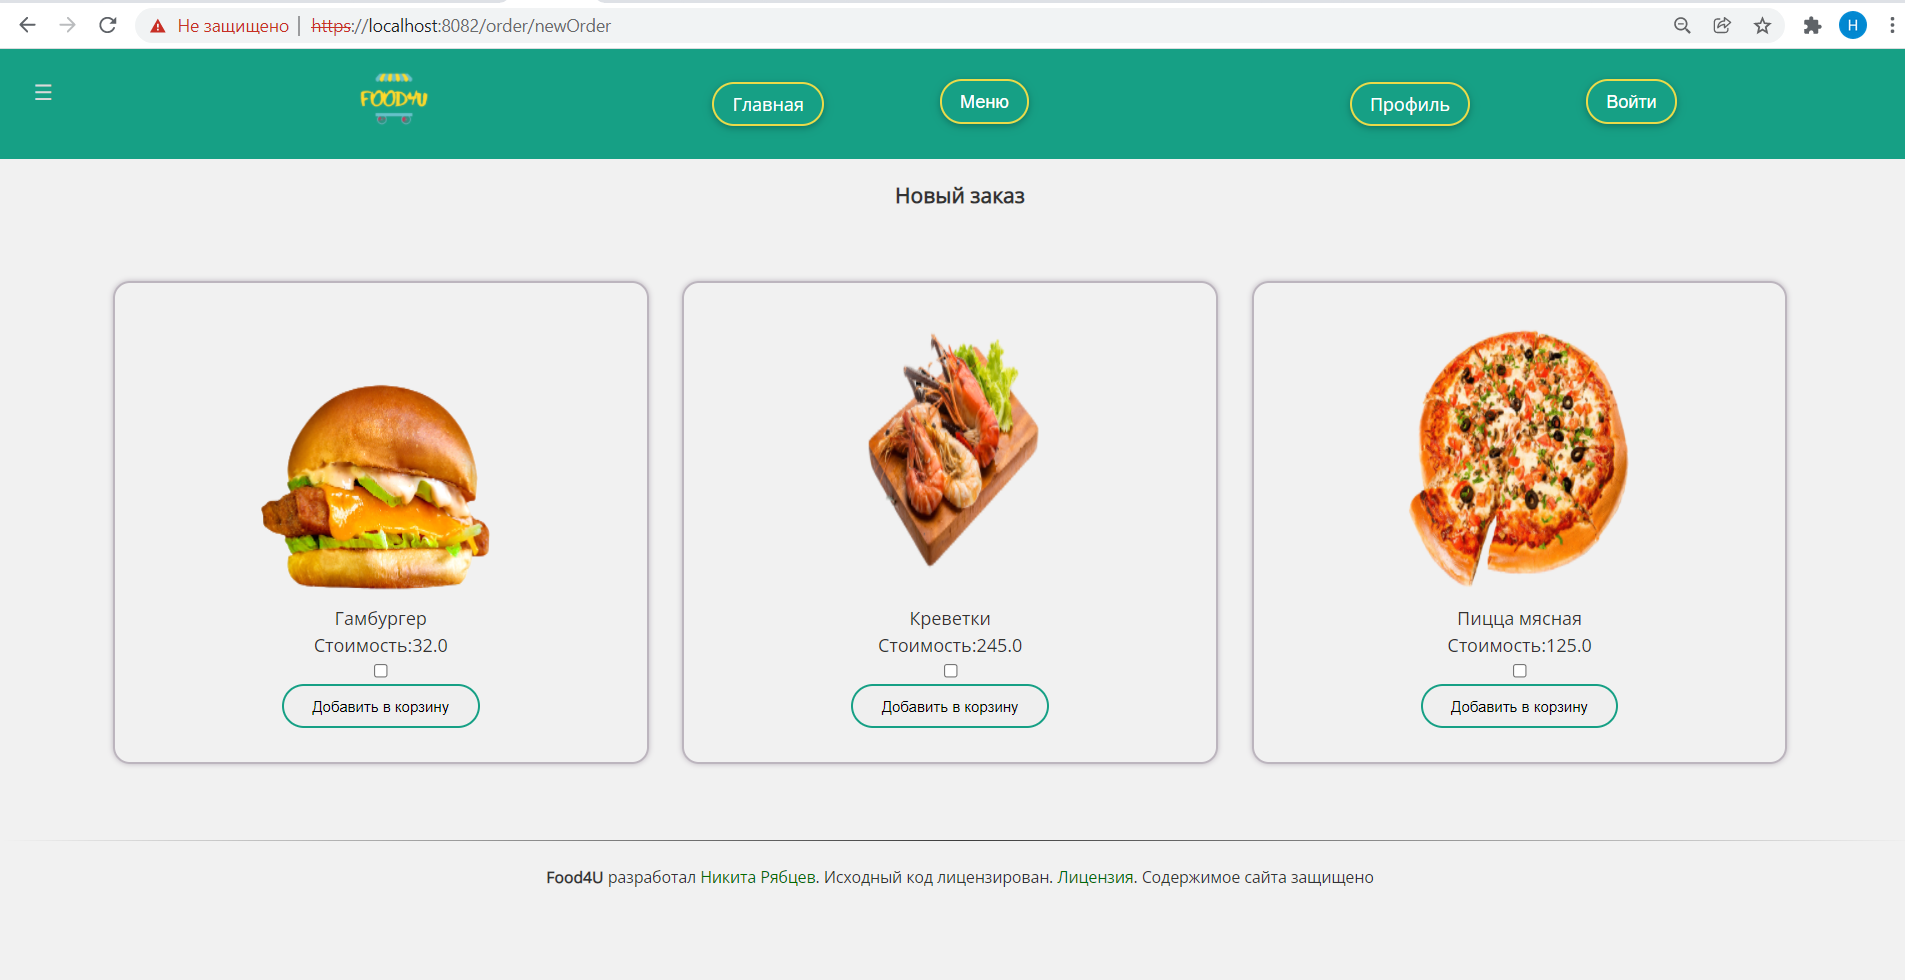 Не защищено | https://localhost:8082/order/newOrder
Н
FOOD4U
Главная
Меню
Профиль
Войти
Новый заказ
Гамбургер
Стоимость:32.0
Добавить в корзину
Креветки
Стоимость:245.0
Добавить в корзину
Пицца мясная
Стоимость:125.0
Добавить в корзину
Food4U разработал Никита Рябцев. Исходный код лицензирован. Лицензия. Содержимое сайта защищено